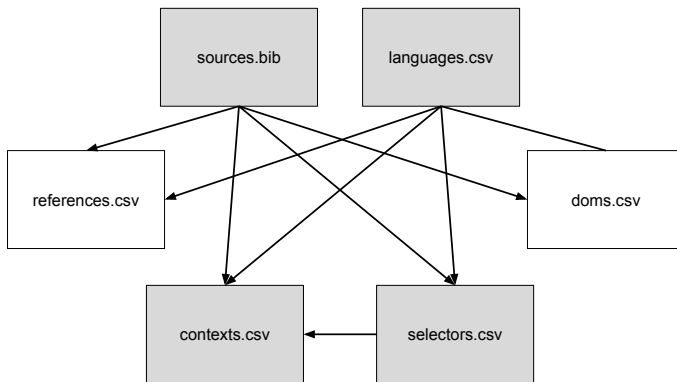 sources.bib
languages.csv
references.csv
doms.csv
contexts.csv
selectors.csv